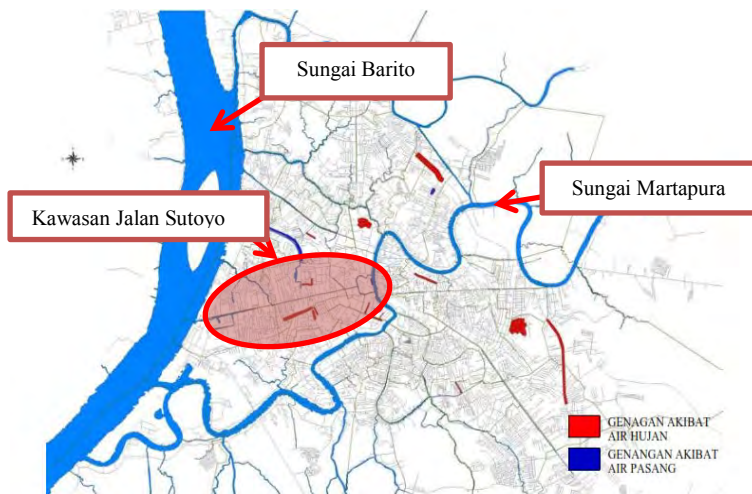 Sungai Barito
Sungai Martapura
Kawasan Jalan Sutoyo
GENAGAN AKIBAT
AIR HUJAN
GENANGAN AKIBAT
AIR PASANG